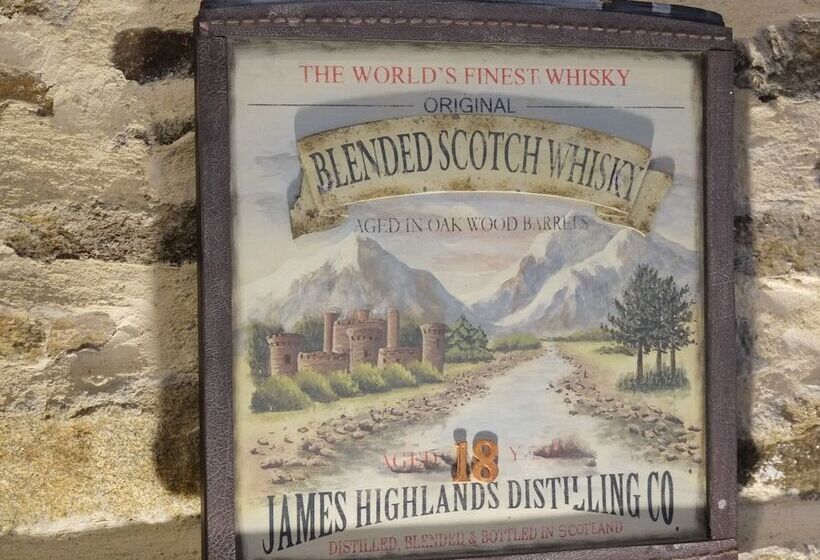 THE WORLD'S FINEST WHISKY
ORIGINAL
BLENDED SCOTCH WHISKY
AGED IN OAK WOOD BARRELS
AGED 18
JAMES HIGHLANDS DISTILLING CO.
DISTILLED, BLENDED & BOTTLED IN SCOTLAND